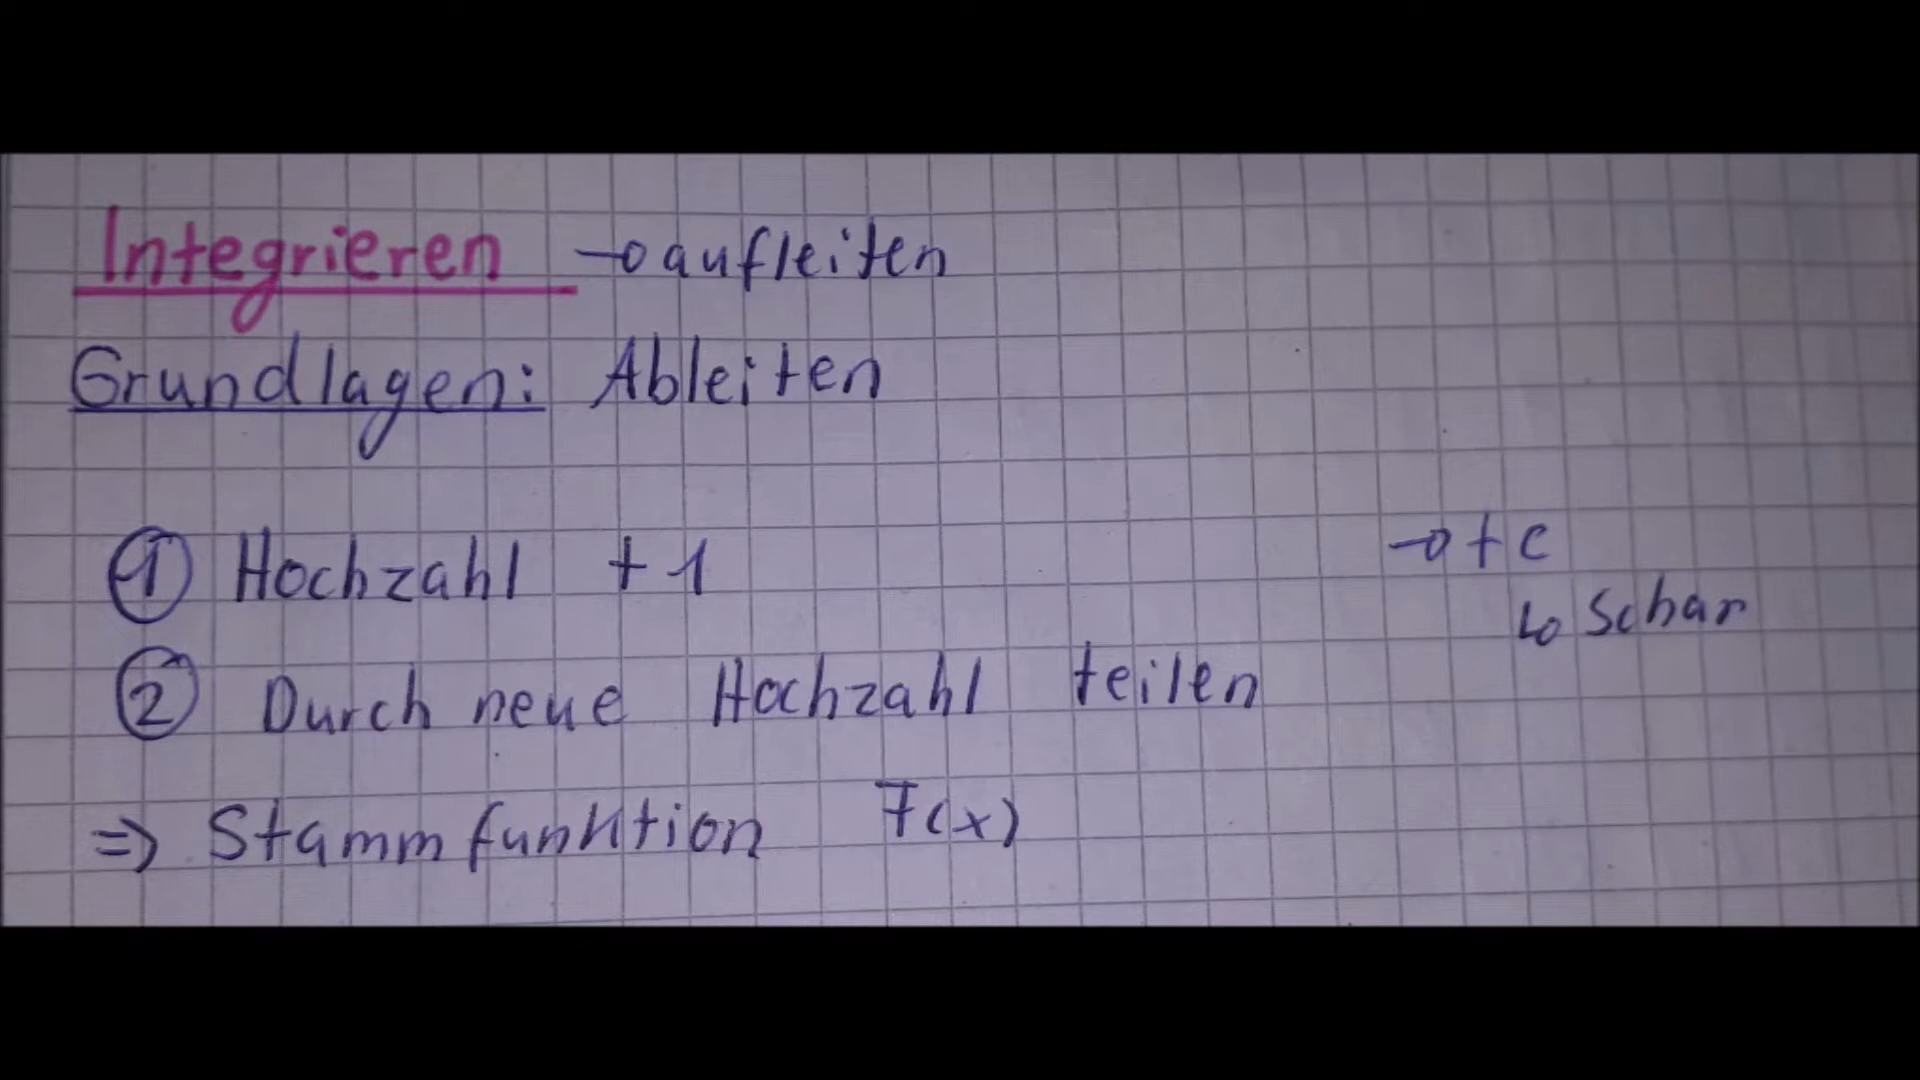 Integrieren → aufleiten
Grundlagen: Ableiten
① Hochzahl + 1
→ + c
↳ Schar
② Durch neue Hochzahl teilen
⇒ Stammfunktion F(x)